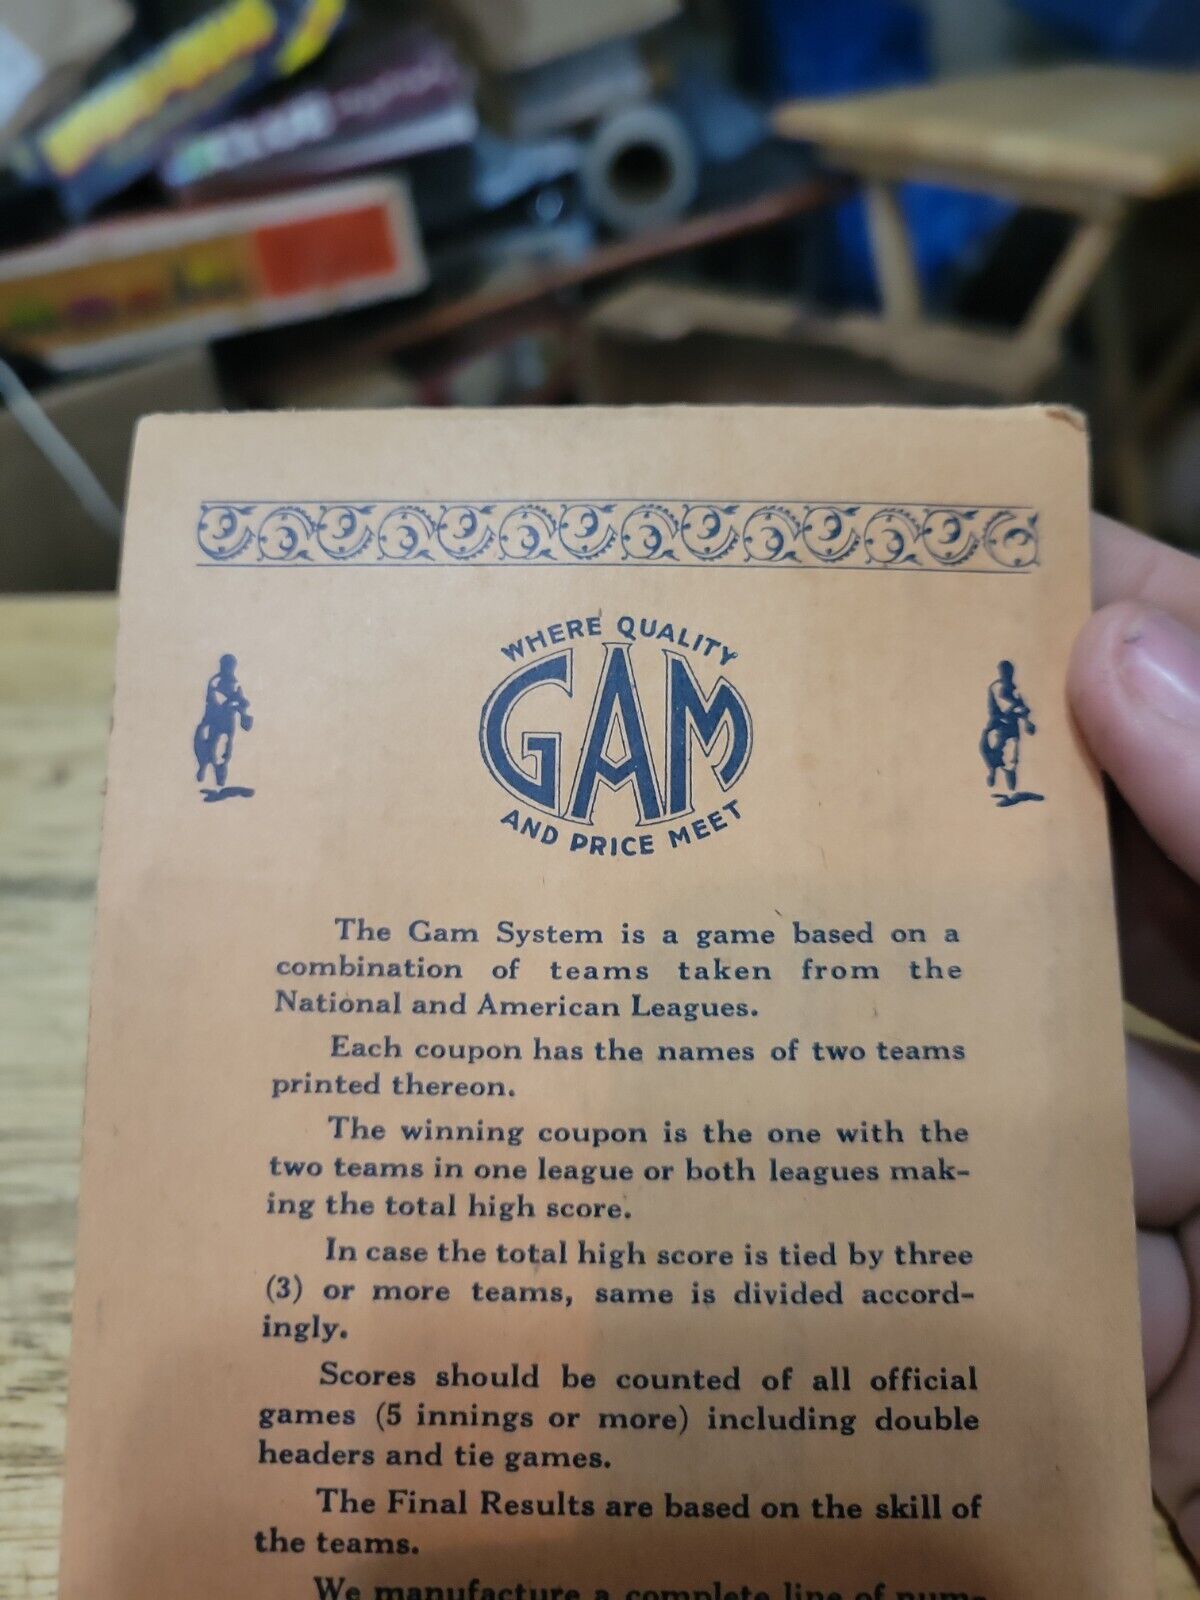 WHERE QUALITY
GAM
AND PRICE MEET
The Gam System is a game based on a
combination of teams taken from the
National and American Leagues.
Each coupon has the names of two teams
printed thereon.
The winning coupon is the one with the
two teams in one league or both leagues mak-
ing the total high score.
In case the total high score is tied by three
(3) or more teams, same is divided accord-
ingly.
Scores should be counted of all official
games (5 innings or more) including double
headers and tie games.
The Final Results are based on the skill of
the teams.
We manufacture a complete line of num-